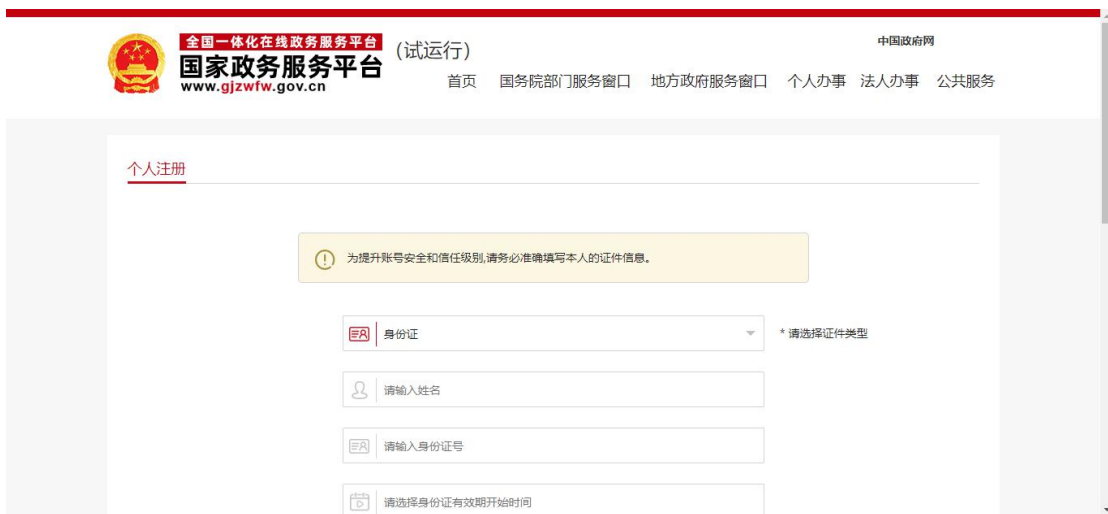 全国一体化在线政务服务平台
国家政务服务平台
www.gjzwfw.gov.cn
(试运行)
中国政府网
首页 国务院部门服务窗口 地方政府服务窗口 个人办事 法人办事 公共服务
个人注册
为提升账号安全和信任级别,请务必准确填写本人的证件信息。
身份证
* 请选择证件类型
请输入姓名
请输入身份证号
请选择身份证有效期开始时间